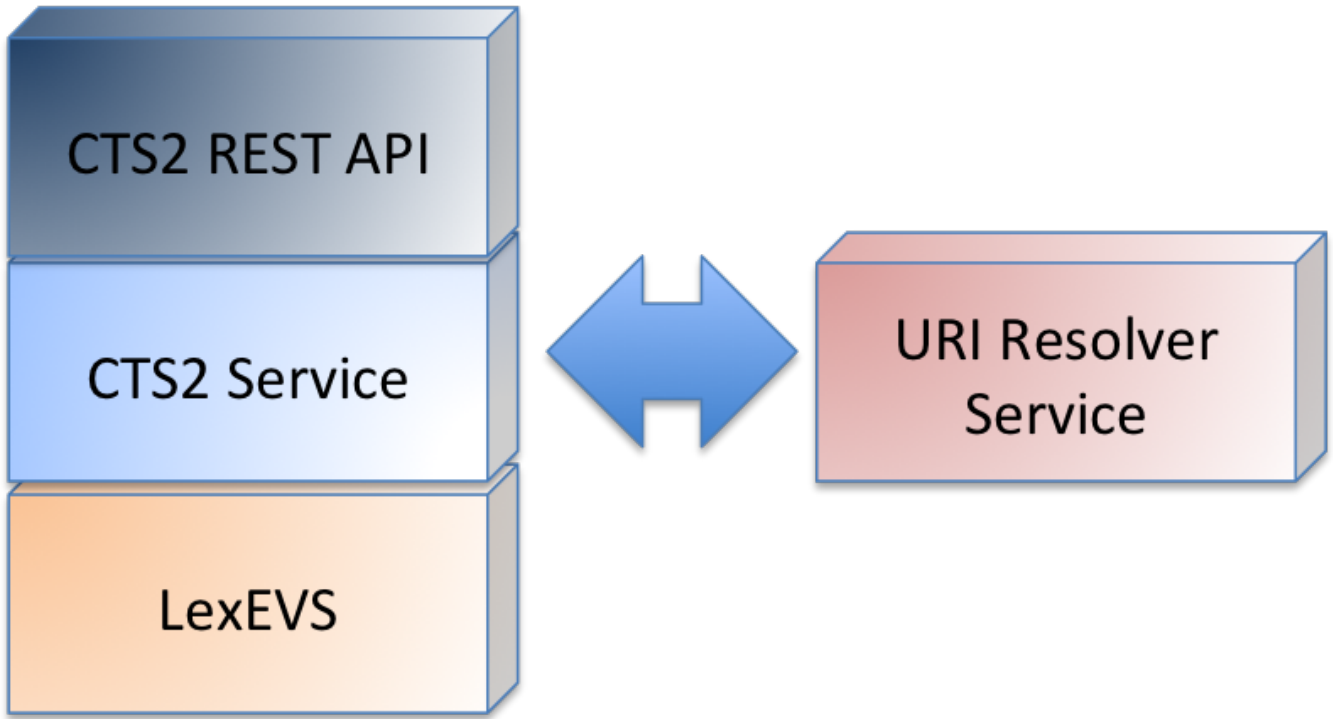 CTS2 REST API
CTS2 Service
LexEVS
URI Resolver
Service